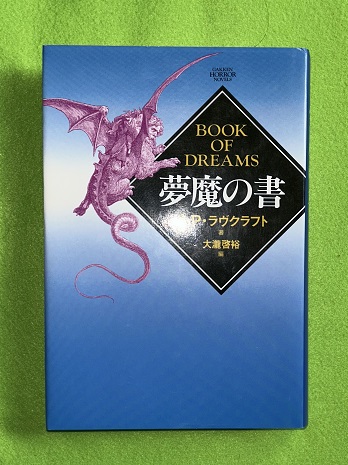 GAKKEN
HORROR
NOVELS
BOOK
OF
DREAMS
夢魔の書
P・ラヴクラフト
著
大瀧啓裕
編